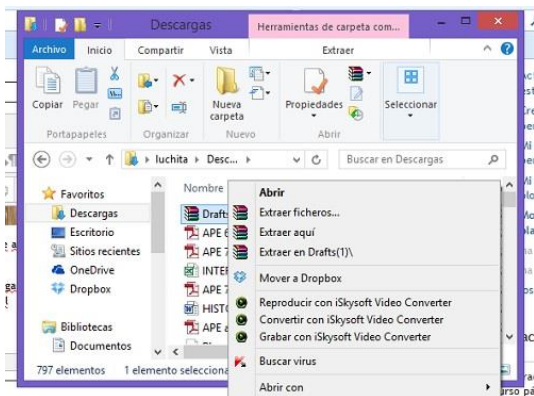 Descargas
Herramientas de carpeta com...
Archivo Inicio Compartir Vista Extraer
Copiar Pegar Nueva carpeta Propiedades Seleccionar
Portapapeles Organizar Nuevo Abrir
luchita Desc... Buscar en Descargas
Favoritos
Descargas
Escritorio
Sitios recientes
OneDrive
Dropbox
Bibliotecas
Documentos
Nombre
Drafts
APE 6
APE 7
INTER
APE 7
HISTO
APE a
Abrir
Extraer ficheros...
Extraer aquí
Extraer en Drafts(1)\
Mover a Dropbox
Reproducir con iSkysoft Video Converter
Convertir con iSkysoft Video Converter
Grabar con iSkysoft Video Converter
Buscar virus
Abrir con
797 elementos 1 elemento selecciona